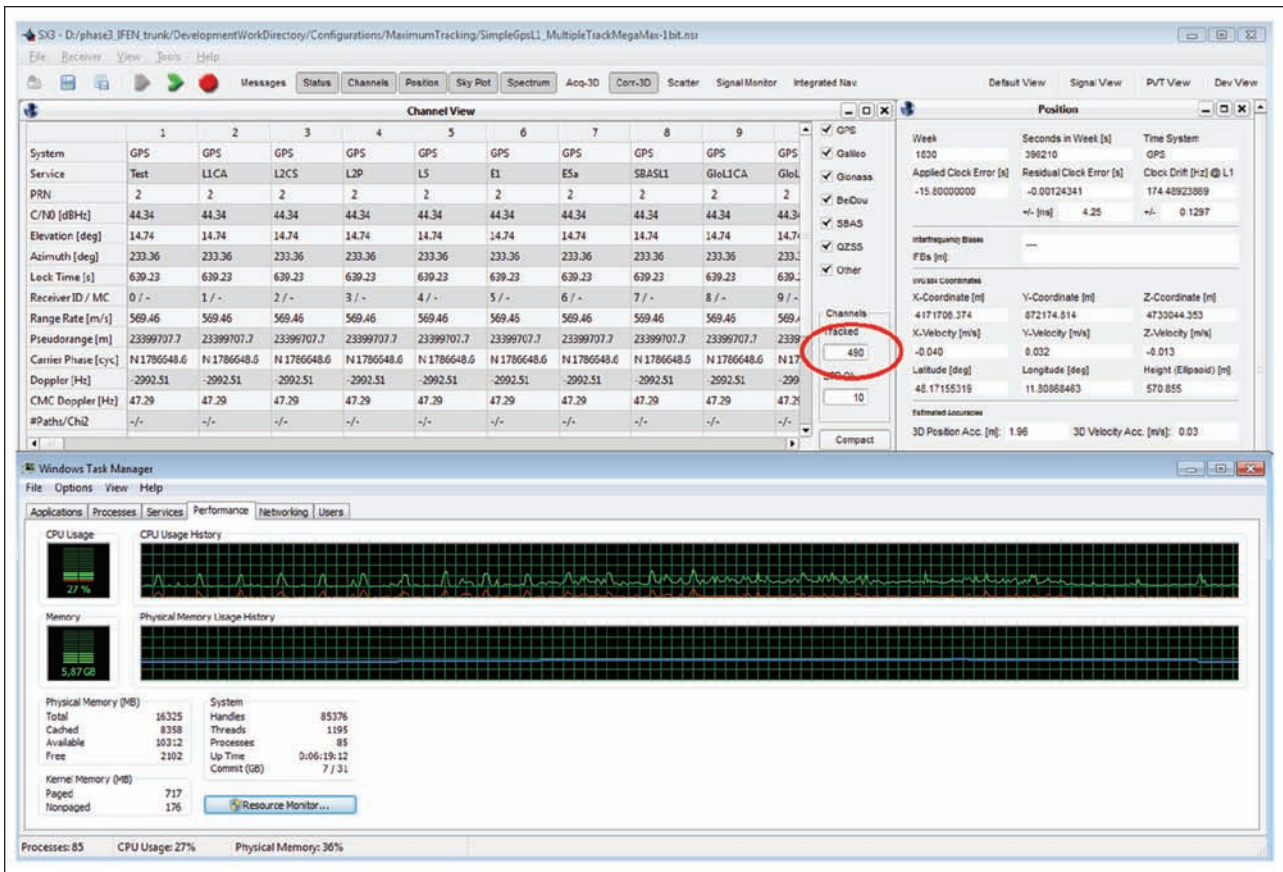 SX3 - D:/phase3_IFEN_trunk/DevelopmentWorkDirectory/Configurations/MaximumTracking/SimpleGpsL1_MultipleTrackMegaMax-1bit.nsr
File Receiver View Tools Help
Messages Status Channels Position Sky Plot Spectrum Acq-3D Corr-3D Scatter Signal Monitor Integrated Nav. Default View Signal View PVT View Dev View
Channel View
1 2 3 4 5 6 7 8 9
System GPS GPS GPS GPS GPS GPS GPS GPS GPS GPS
Service Test L1CA L2CS L2P L5 E1 E5a SBASL1 GloL1CA GloL
PRN 2 2 2 2 2 2 2 2 2
C/N0 [dBHz] 44.34 44.34 44.34 44.34 44.34 44.34 44.34 44.34 44.34 44.34
Elevation [deg] 14.74 14.74 14.74 14.74 14.74 14.74 14.74 14.74 14.74 14.7
Azimuth [deg] 233.36 233.36 233.36 233.36 233.36 233.36 233.36 233.36 233.36 233.
Lock Time [s] 639.23 639.23 639.23 639.23 639.23 639.23 639.23 639.23 639.23 639.
Receiver ID / MC 0 / - 1 / - 2 / - 3 / - 4 / - 5 / - 6 / - 7 / - 8 / - 9 / -
Range Rate [m/s] 569.46 569.46 569.46 569.46 569.46 569.46 569.46 569.46 569.46 569.
Pseudorange [m] 23399707.7 23399707.7 23399707.7 23399707.7 23399707.7 23399707.7 23399707.7 23399707.7 23399707.7 2339
Carrier Phase [cyc] N 1786648.6 N 1786648.6 N 1786648.6 N 1786648.6 N 1786648.6 N 1786648.6 N 1786648.6 N 1786648.6 N 1786648.6 N 17
Doppler [Hz] -2992.51 -2992.51 -2992.51 -2992.51 -2992.51 -2992.51 -2992.51 -2992.51 -2992.51 -299
CMC Doppler [Hz] 47.29 47.29 47.29 47.29 47.29 47.29 47.29 47.29 47.29 47.29
#Paths/Chi2 -/- -/- -/- -/- -/- -/- -/- -/- -/- -/-
GPS
Galileo
Glonass
BeiDou
SBAS
QZSS
Other
Channels
Tracked
490
10
Compact
Position
Week Seconds in Week [s] Time System
1830 396210 GPS
Applied Clock Error [s] Residual Clock Error [s] Clock Drift [Hz] @ L1
-15.80000000 -0.00124341 174.48923869
+/- [ns] 4.25 +/- 0.1297
Interfrequency Biases
IFBs [m]: ---
WGS84 Coordinates
X-Coordinate [m] Y-Coordinate [m] Z-Coordinate [m]
4171706.374 872174.814 4730044.353
X-Velocity [m/s] Y-Velocity [m/s] Z-Velocity [m/s]
-0.040 0.032 -0.013
Latitude [deg] Longitude [deg] Height (Ellipsoid) [m]
48.17155319 11.80868463 570.855
Estimated Accuracies
3D Position Acc. [m]: 1.96 3D Velocity Acc. [m/s]: 0.03
Windows Task Manager
File Options View Help
Applications Processes Services Performance Networking Users
CPU Usage CPU Usage History
27 %
Memory Physical Memory Usage History
5,87 GB
Physical Memory (MB)
Total 16325
Cached 8358
Available 10312
Free 2102
Kernel Memory (MB)
Paged 717
Nonpaged 176
System
Handles 85376
Threads 1195
Processes 85
Up Time 0:06:19:12
Commit (GB) 7 / 31
Resource Monitor...
Processes: 85 CPU Usage: 27% Physical Memory: 36%